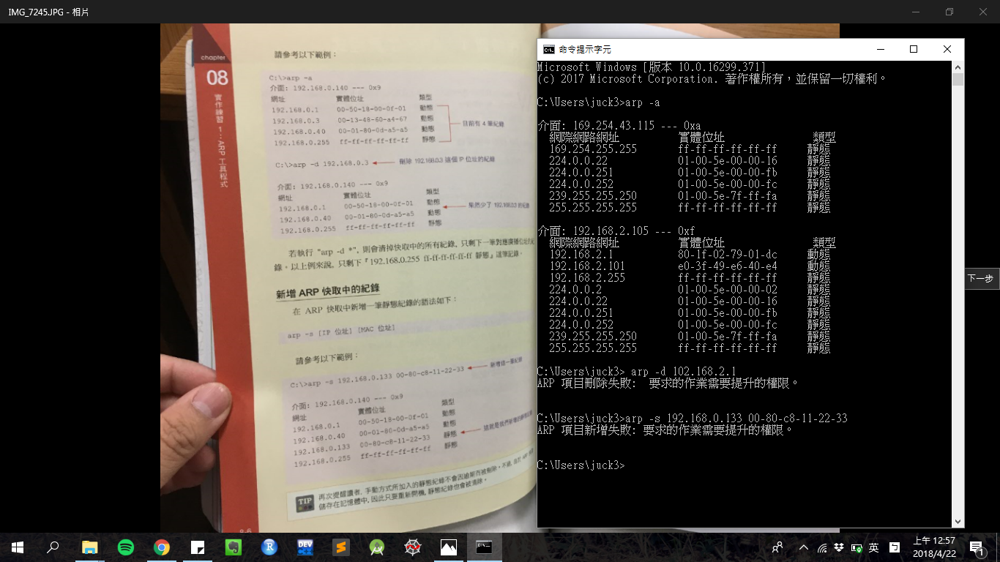 IMG_7245.JPG - 相片
chapter
08
實作練習 1：ARP 工具程式
請參考以下範例：
C:\>arp -a
介面: 192.168.0.140 --- 0x9
網址 實體位址 類型
192.168.0.1 00-50-18-00-0f-01 動態
192.168.0.3 00-13-48-60-a4-67 動態
192.168.0.40 00-01-80-0d-a5-a5 動態
192.168.0.255 ff-ff-ff-ff-ff-ff 靜態
目前有 4 筆紀錄
C:\>arp -d 192.168.0.3
刪除 192.168.0.3 這個 IP 位址的紀錄
介面: 192.168.0.140 --- 0x9
網址 實體位址 類型
192.168.0.1 00-50-18-00-0f-01 動態
192.168.0.40 00-01-80-0d-a5-a5 動態
192.168.0.255 ff-ff-ff-ff-ff-ff 靜態
果然少了 192.168.0.3 的紀錄
若執行 "arp -d *", 則會清掉快取中的所有紀錄, 只剩下一筆對應廣播位址的紀
錄。以上例來說, 只剩下『192.168.0.255 ff-ff-ff-ff-ff-ff 靜態』這筆記錄。
新增 ARP 快取中的紀錄
在 ARP 快取中新增一筆靜態紀錄的語法如下：
arp -s [IP 位址] [MAC 位址]
請參考以下範例：
C:\>arp -s 192.168.0.133 00-80-c8-11-22-33
新增這一筆紀錄
介面: 192.168.0.140 --- 0x9
網址 實體位址 類型
192.168.0.1 00-50-18-00-0f-01 動態
192.168.0.40 00-01-80-0d-a5-a5 動態
192.168.0.133 00-80-c8-11-22-33 靜態
192.168.0.255 ff-ff-ff-ff-ff-ff 靜態
這就是我們新增的靜態紀錄
TIP
再次提醒讀者, 手動方式所加入的靜態紀錄不會因逾期而被刪除。不過, 由於 ARP
儲存在記憶體中, 因此只要重新開機, 靜態紀錄也會被清除。
8-6
命令提示字元
Microsoft Windows [版本 10.0.16299.371]
(c) 2017 Microsoft Corporation. 著作權所有，並保留一切權利。
C:\Users\juck3>arp -a
介面: 169.254.43.115 --- 0xa
網際網路網址 實體位址 類型
169.254.255.255 ff-ff-ff-ff-ff-ff 靜態
224.0.0.22 01-00-5e-00-00-16 靜態
224.0.0.251 01-00-5e-00-00-fb 靜態
224.0.0.252 01-00-5e-00-00-fc 靜態
239.255.255.250 01-00-5e-7f-ff-fa 靜態
255.255.255.255 ff-ff-ff-ff-ff-ff 靜態
介面: 192.168.2.105 --- 0xf
網際網路網址 實體位址 類型
192.168.2.1 80-1f-02-79-01-dc 動態
192.168.2.101 e0-3f-49-e6-40-e4 動態
192.168.2.255 ff-ff-ff-ff-ff-ff 靜態
224.0.0.2 01-00-5e-00-00-02 靜態
224.0.0.22 01-00-5e-00-00-16 靜態
224.0.0.251 01-00-5e-00-00-fb 靜態
224.0.0.252 01-00-5e-00-00-fc 靜態
239.255.255.250 01-00-5e-7f-ff-fa 靜態
255.255.255.255 ff-ff-ff-ff-ff-ff 靜態
C:\Users\juck3> arp -d 102.168.2.1
ARP 項目刪除失敗: 要求的作業需要提升的權限。
C:\Users\juck3>arp -s 192.168.0.133 00-80-c8-11-22-33
ARP 項目新增失敗: 要求的作業需要提升的權限。
C:\Users\juck3>
下一步
DEV
英
上午 12:57
2018/4/22
1